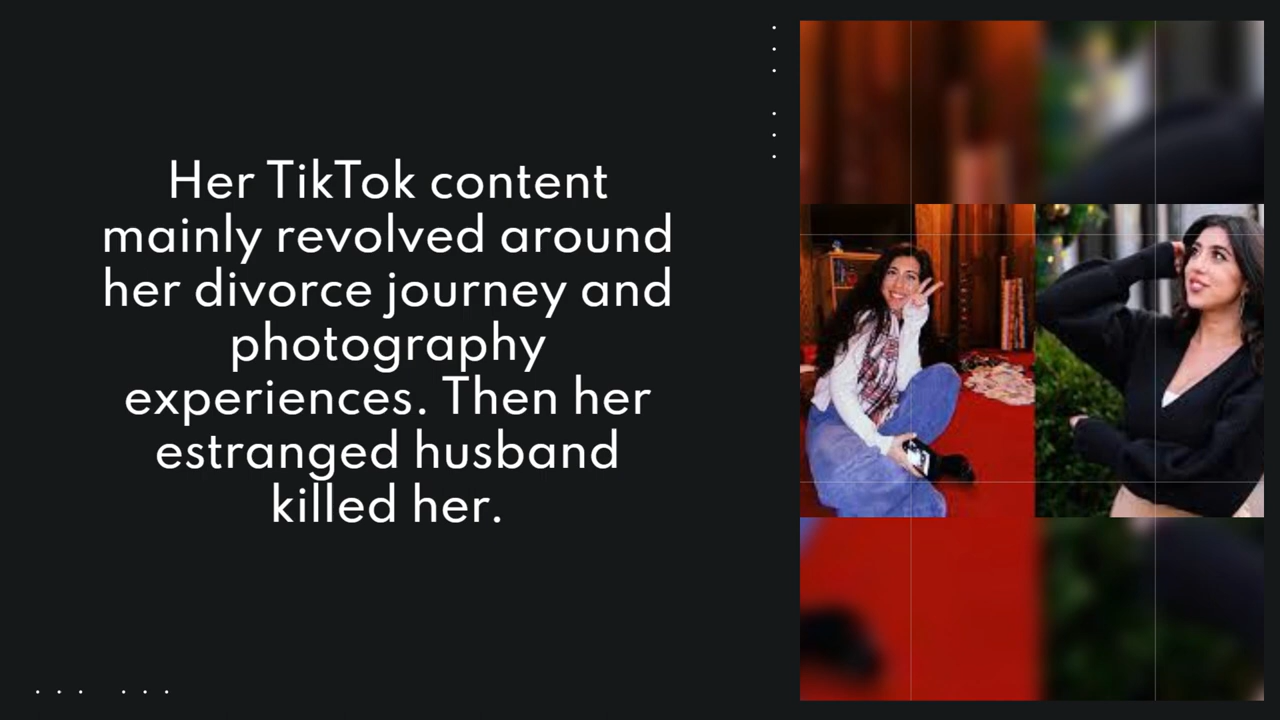 Her TikTok content
mainly revolved around
her divorce journey and
photography
experiences. Then her
estranged husband
killed her.